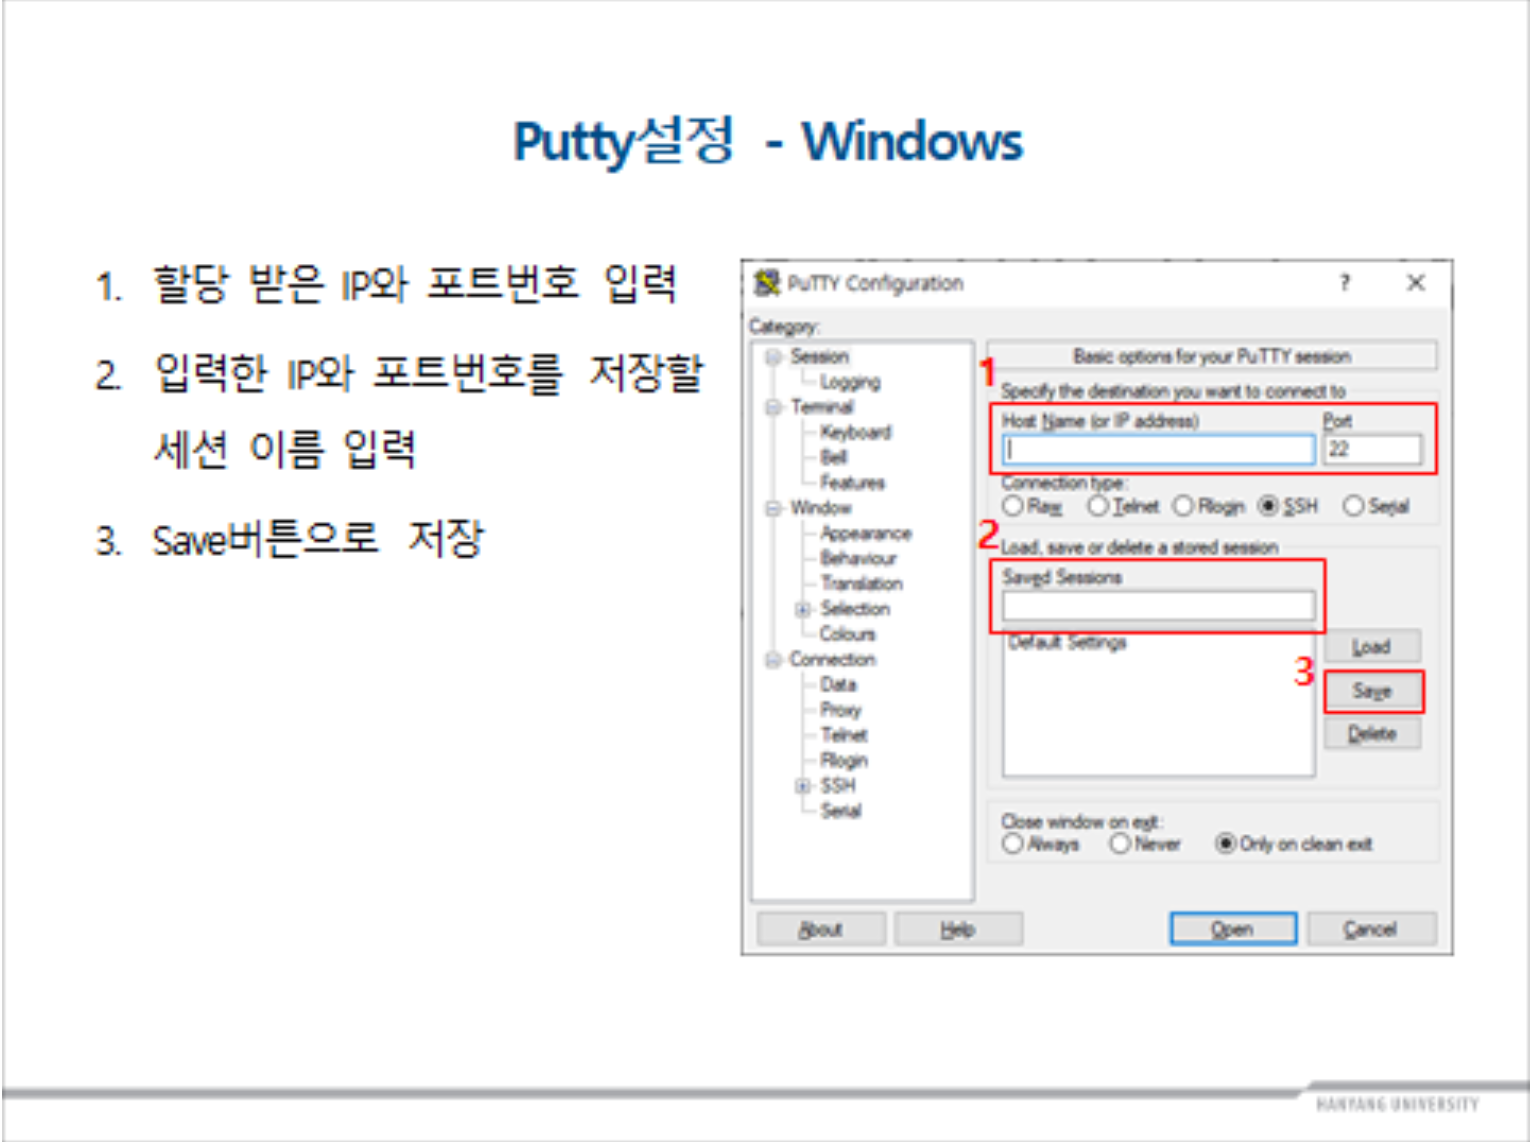 Putty설정 - Windows
1. 할당 받은 IP와 포트번호 입력
2. 입력한 IP와 포트번호를 저장할
세션 이름 입력
3. Save버튼으로 저장
PuTTY Configuration ? ×
Category:
Session
Logging
Terminal
Keyboard
Bell
Features
Window
Appearance
Behaviour
Translation
Selection
Colours
Connection
Data
Proxy
Telnet
Rlogin
SSH
Serial
Basic options for your PuTTY session
1
Specify the destination you want to connect to
Host Name (or IP address) Port
22
Connection type:
Raw Telnet Rlogin SSH Serial
2
Load, save or delete a stored session
Saved Sessions
Default Settings
Load
3
Save
Delete
Close window on exit:
Always Never Only on clean exit
About Help Open Cancel
HANYANG UNIVERSITY